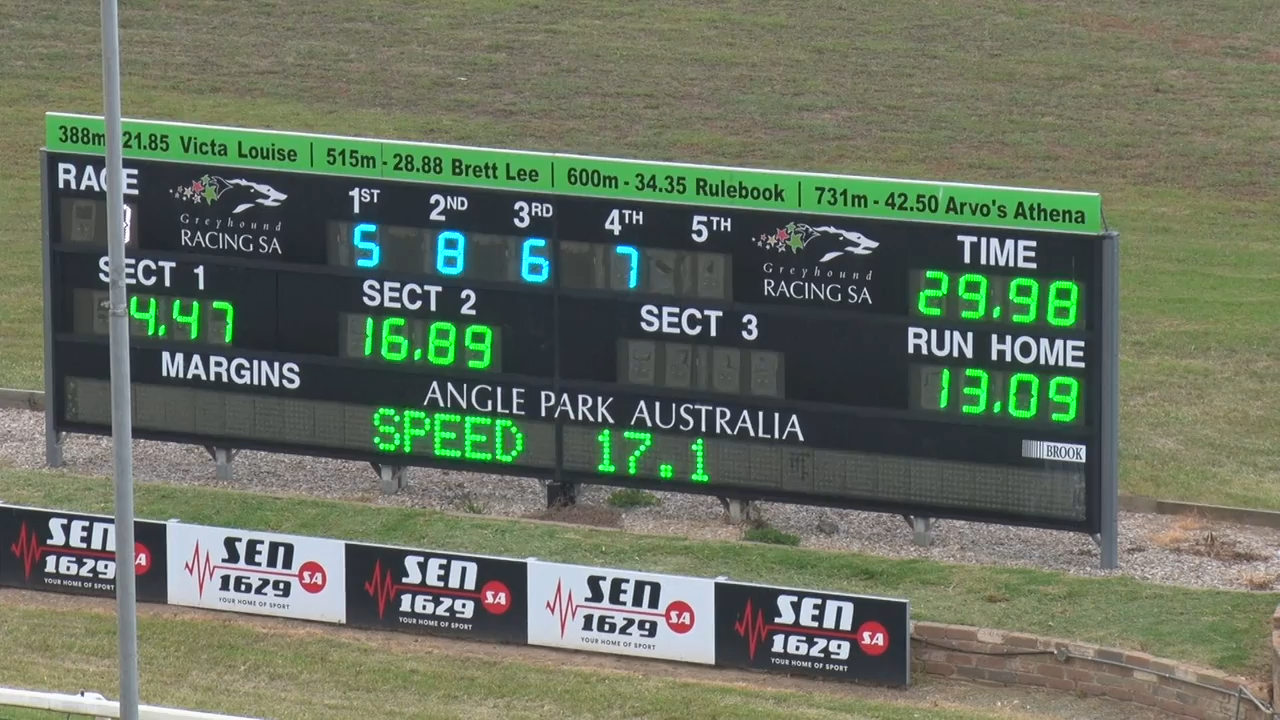 388m 21.85 Victa Louise | 515m - 28.88 Brett Lee | 600m - 34.35 Rulebook | 731m - 42.50 Arvo's Athena
RACE
Greyhound
RACING SA
1ST 2ND 3RD 4TH 5TH
5 8 6 7
Greyhound
RACING SA
TIME
29.98
SECT 1
4.47
SECT 2
16.89
SECT 3
RUN HOME
13.09
MARGINS
ANGLE PARK AUSTRALIA
SPEED 17.1
BROOK
SEN
1629 SA
YOUR HOME OF SPORT
SEN
1629 SA
YOUR HOME OF SPORT
SEN
1629 SA
YOUR HOME OF SPORT
SEN
1629 SA
YOUR HOME OF SPORT
SEN
1629 SA
YOUR HOME OF SPORT